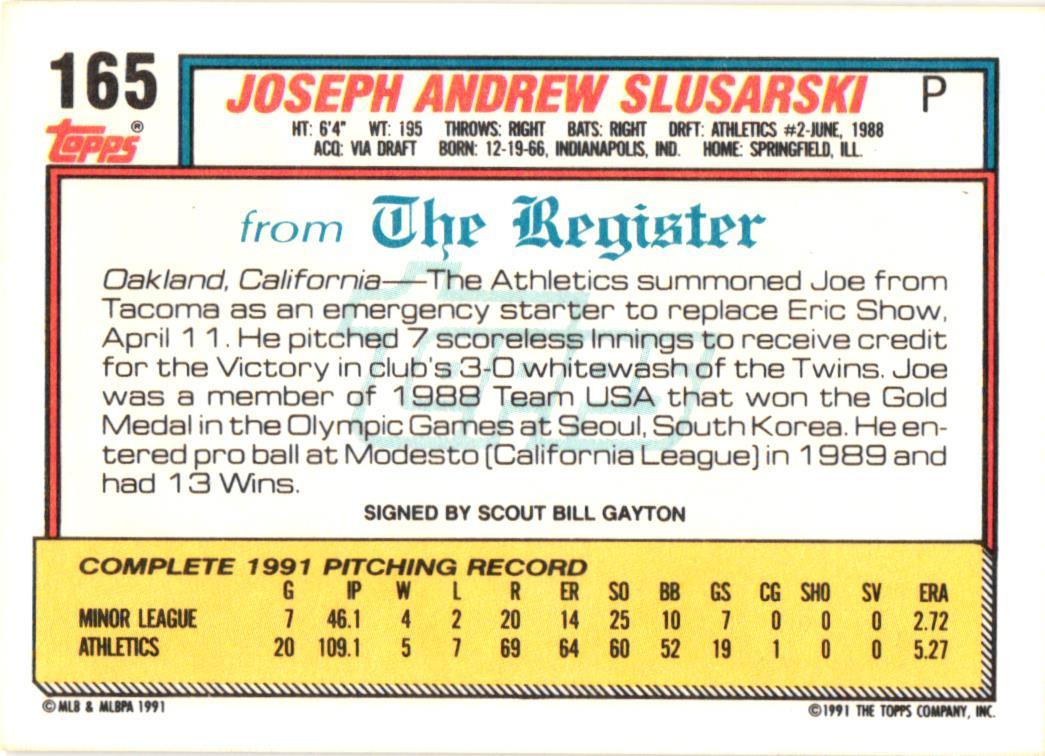 165
topps®
JOSEPH ANDREW SLUSARSKI P
HT: 6'4" WT: 195 THROWS: RIGHT BATS: RIGHT DRFT: ATHLETICS #2-JUNE, 1988
ACQ: VIA DRAFT BORN: 12-19-66, INDIANAPOLIS, IND. HOME: SPRINGFIELD, ILL.
from The Register
Oakland, California—The Athletics summoned Joe from
Tacoma as an emergency starter to replace Eric Show,
April 11. He pitched 7 scoreless Innings to receive credit
for the Victory in club's 3-0 whitewash of the Twins. Joe
was a member of 1988 Team USA that won the Gold
Medal in the Olympic Games at Seoul, South Korea. He en-
tered pro ball at Modesto (California League) in 1989 and
had 13 Wins.
SIGNED BY SCOUT BILL GAYTON
COMPLETE 1991 PITCHING RECORD
G IP W L R ER SO BB GS CG SHO SV ERA
MINOR LEAGUE 7 46.1 4 2 20 14 25 10 7 0 0 0 2.72
ATHLETICS 20 109.1 5 7 69 64 60 52 19 1 0 0 5.27
© MLB & MLBPA 1991 ©1991 THE TOPPS COMPANY, INC.